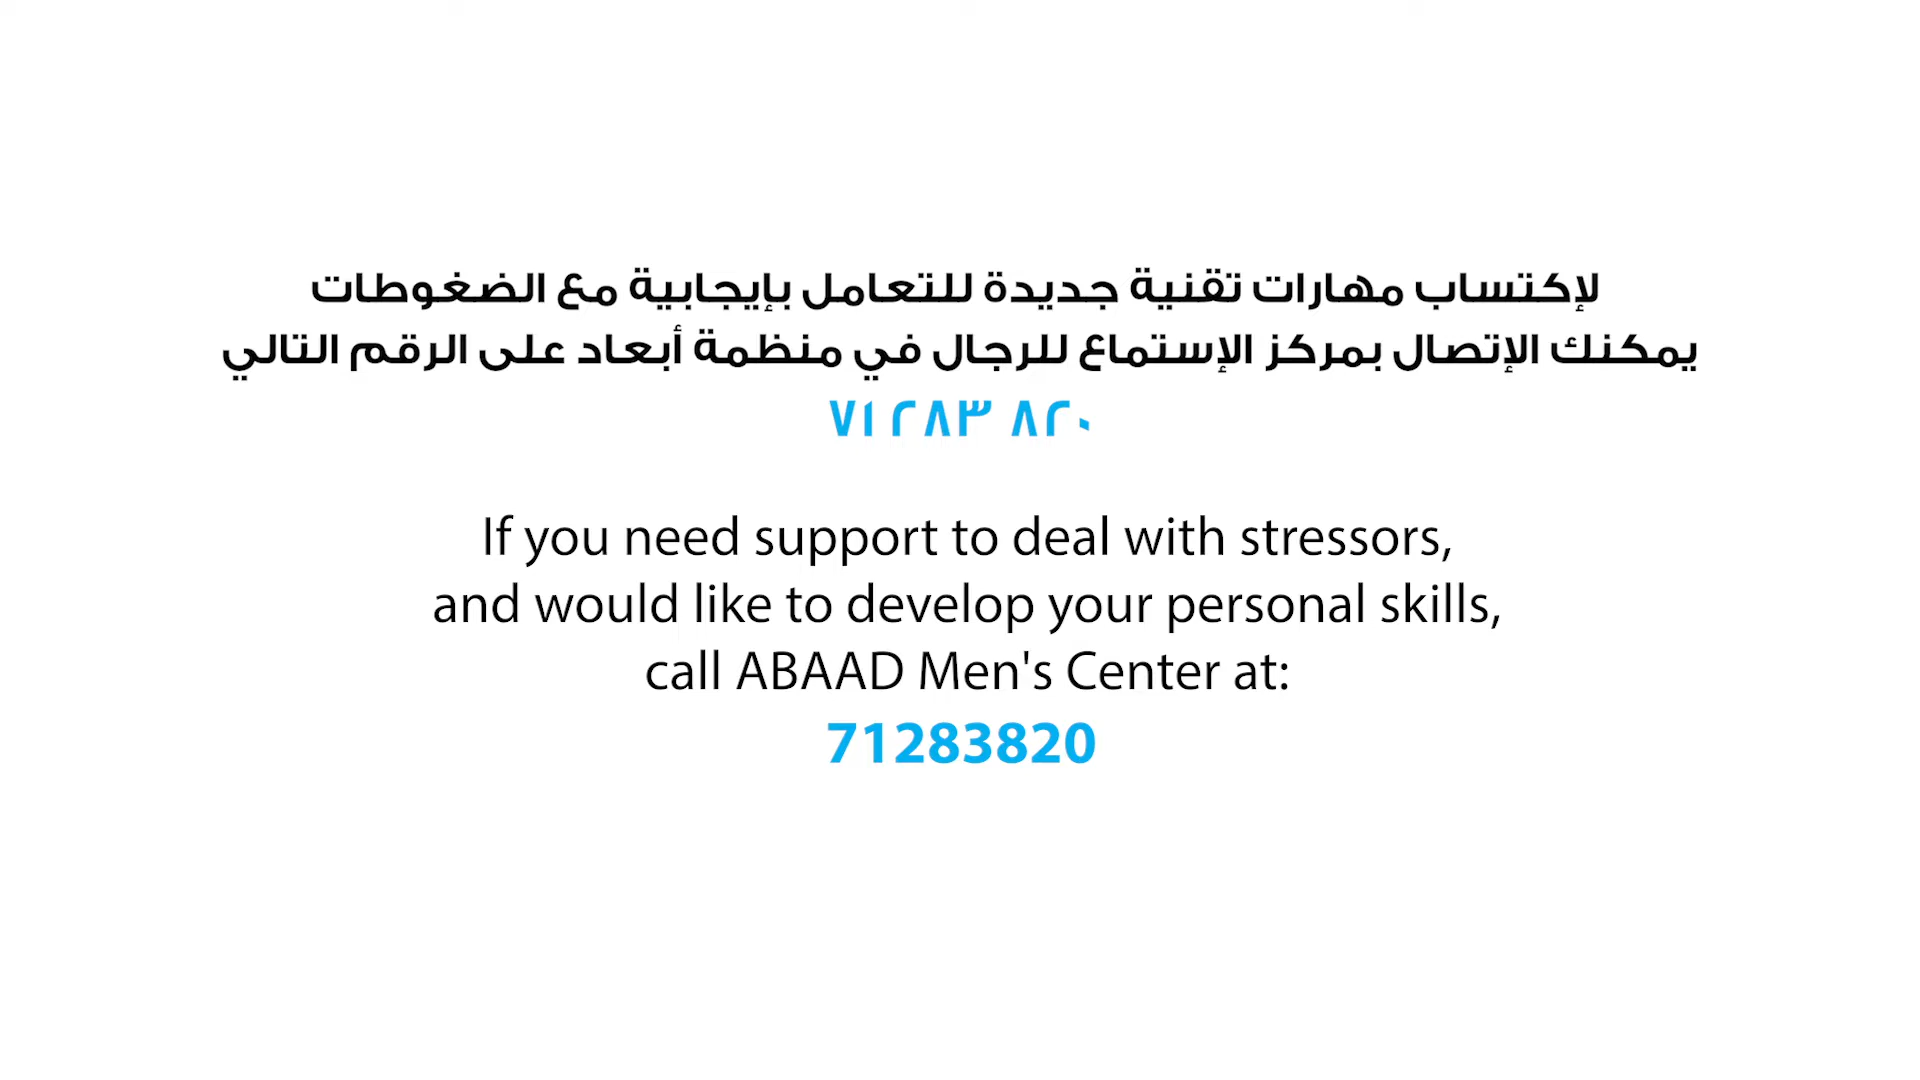 لإكتساب مهارات تقنية جديدة للتعامل بإيجابية مع الضغوطات
يمكنك الإتصال بمركز الإستماع للرجال في منظمة أبعاد على الرقم التالي
٧١ ٢٨٣ ٨٢٠
If you need support to deal with stressors,
and would like to develop your personal skills,
call ABAAD Men's Center at:
71283820